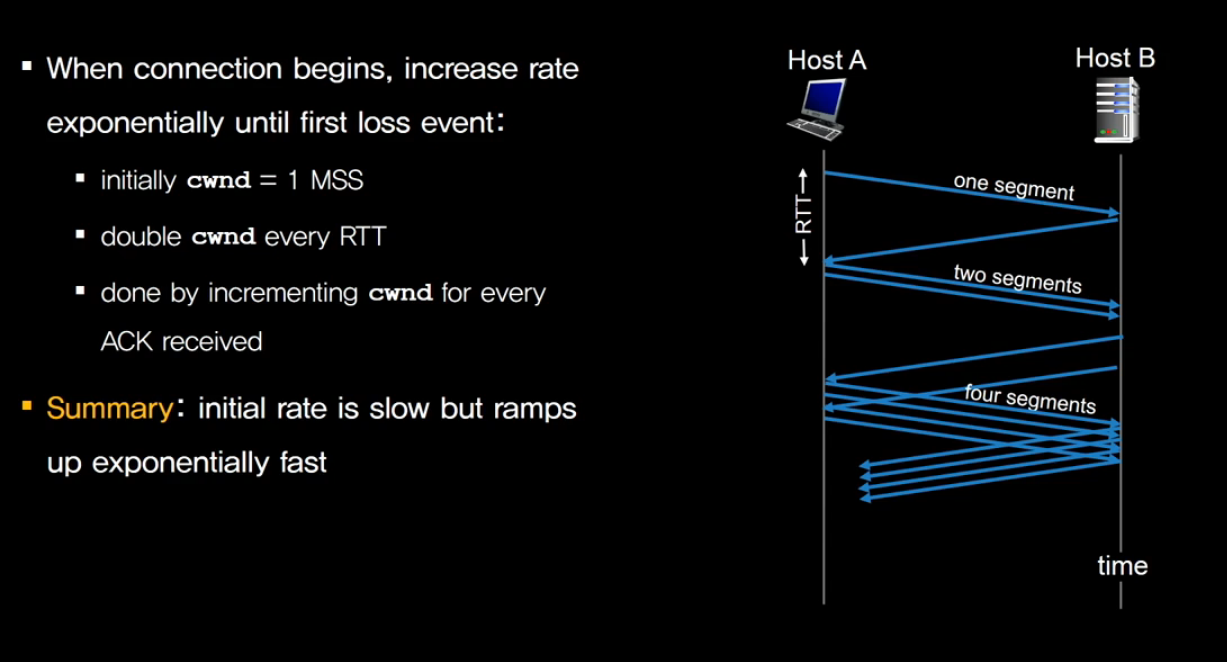 ▪ When connection begins, increase rate
exponentially until first loss event:
▪ initially cwnd = 1 MSS
▪ double cwnd every RTT
▪ done by incrementing cwnd for every
ACK received
▪ Summary: initial rate is slow but ramps
up exponentially fast
Host A
Host B
RTT
one segment
two segments
four segments
time